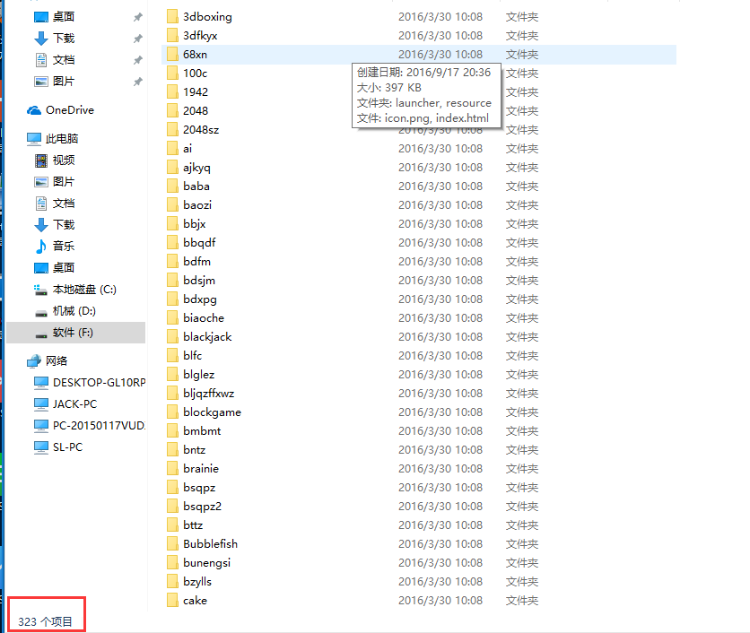 桌面
下载
文档
图片
OneDrive
此电脑
视频
图片
文档
下载
音乐
桌面
本地磁盘 (C:)
机械 (D:)
软件 (F:)
网络
DESKTOP-GL10RP
JACK-PC
PC-20150117VUD
SL-PC
3dboxing 2016/3/30 10:08 文件夹
3dfkyx 2016/3/30 10:08 文件夹
68xn 2016/3/30 10:08 文件夹
100c 文件夹
1942 文件夹
2048 文件夹
2048sz 2016/3/30 10:08 文件夹
创建日期: 2016/9/17 20:36
大小: 397 KB
文件夹: launcher, resource
文件: icon.png, index.html
ai 2016/3/30 10:08 文件夹
ajkyq 2016/3/30 10:08 文件夹
baba 2016/3/30 10:08 文件夹
baozi 2016/3/30 10:08 文件夹
bbjx 2016/3/30 10:08 文件夹
bbqdf 2016/3/30 10:08 文件夹
bdfm 2016/3/30 10:08 文件夹
bdsjm 2016/3/30 10:08 文件夹
bdxpg 2016/3/30 10:08 文件夹
biaoche 2016/3/30 10:08 文件夹
blackjack 2016/3/30 10:08 文件夹
blfc 2016/3/30 10:08 文件夹
blglez 2016/3/30 10:08 文件夹
bljqzffxwz 2016/3/30 10:08 文件夹
blockgame 2016/3/30 10:08 文件夹
bmbmt 2016/3/30 10:08 文件夹
bntz 2016/3/30 10:08 文件夹
brainie 2016/3/30 10:08 文件夹
bsqpz 2016/3/30 10:08 文件夹
bsqpz2 2016/3/30 10:08 文件夹
bttz 2016/3/30 10:08 文件夹
Bubblefish 2016/3/30 10:08 文件夹
bunengsi 2016/3/30 10:08 文件夹
bzylls 2016/3/30 10:08 文件夹
cake 2016/3/30 10:08 文件夹
323 个项目